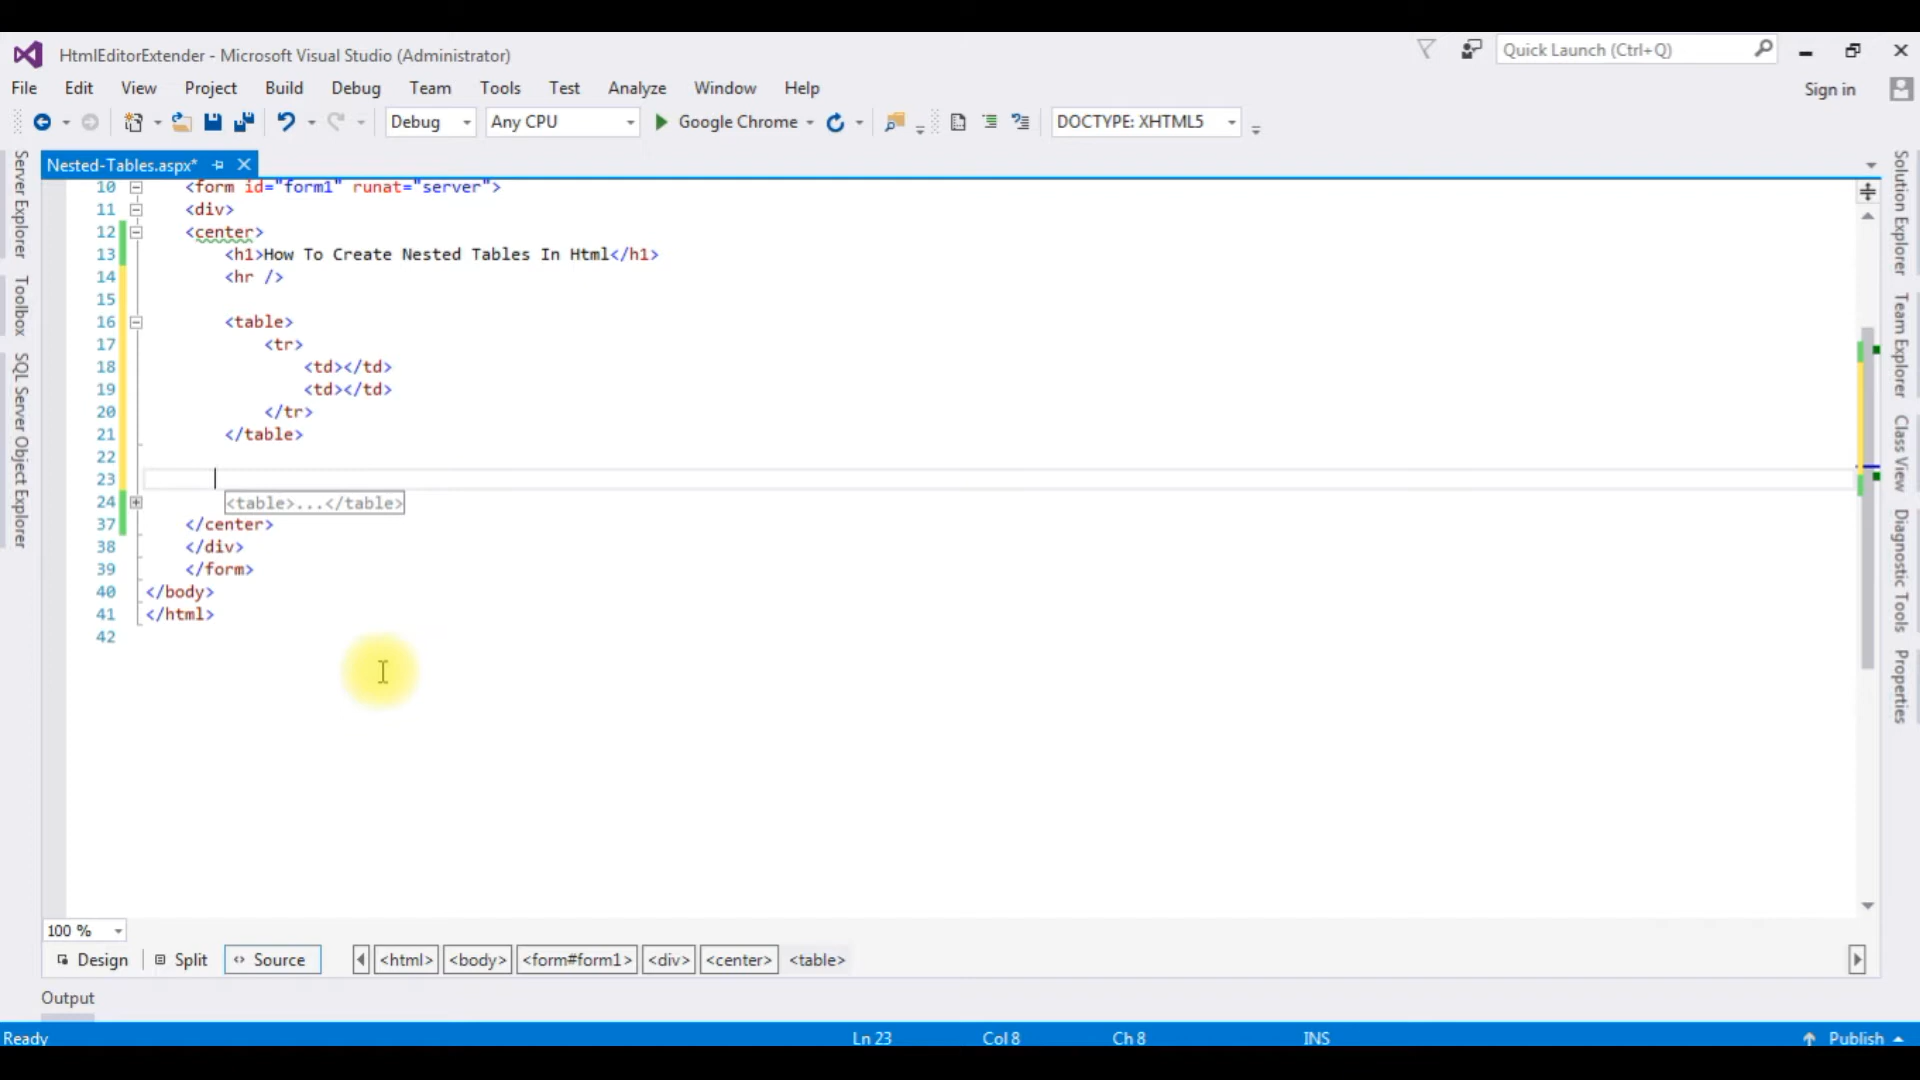 HtmlEditorExtender - Microsoft Visual Studio (Administrator)
Quick Launch (Ctrl+Q)
File Edit View Project Build Debug Team Tools Test Analyze Window Help
Sign in
Debug Any CPU Google Chrome DOCTYPE: XHTML5
Nested-Tables.aspx*
10 <form id="form1" runat="server">
11 <div>
12 <center>
13 <h1>How To Create Nested Tables In Html</h1>
14 <hr />
15
16 <table>
17 <tr>
18 <td></td>
19 <td></td>
20 </tr>
21 </table>
22
23
24 <table>...</table>
37 </center>
38 </div>
39 </form>
40 </body>
41 </html>
42
Server Explorer
Toolbox
SQL Server Object Explorer
Solution Explorer
Team Explorer
Class View
Diagnostic Tools
Properties
100 %
Design Split Source <html> <body> <form#form1> <div> <center> <table>
Output
Ready Ln 23 Col 8 Ch 8 INS Publish